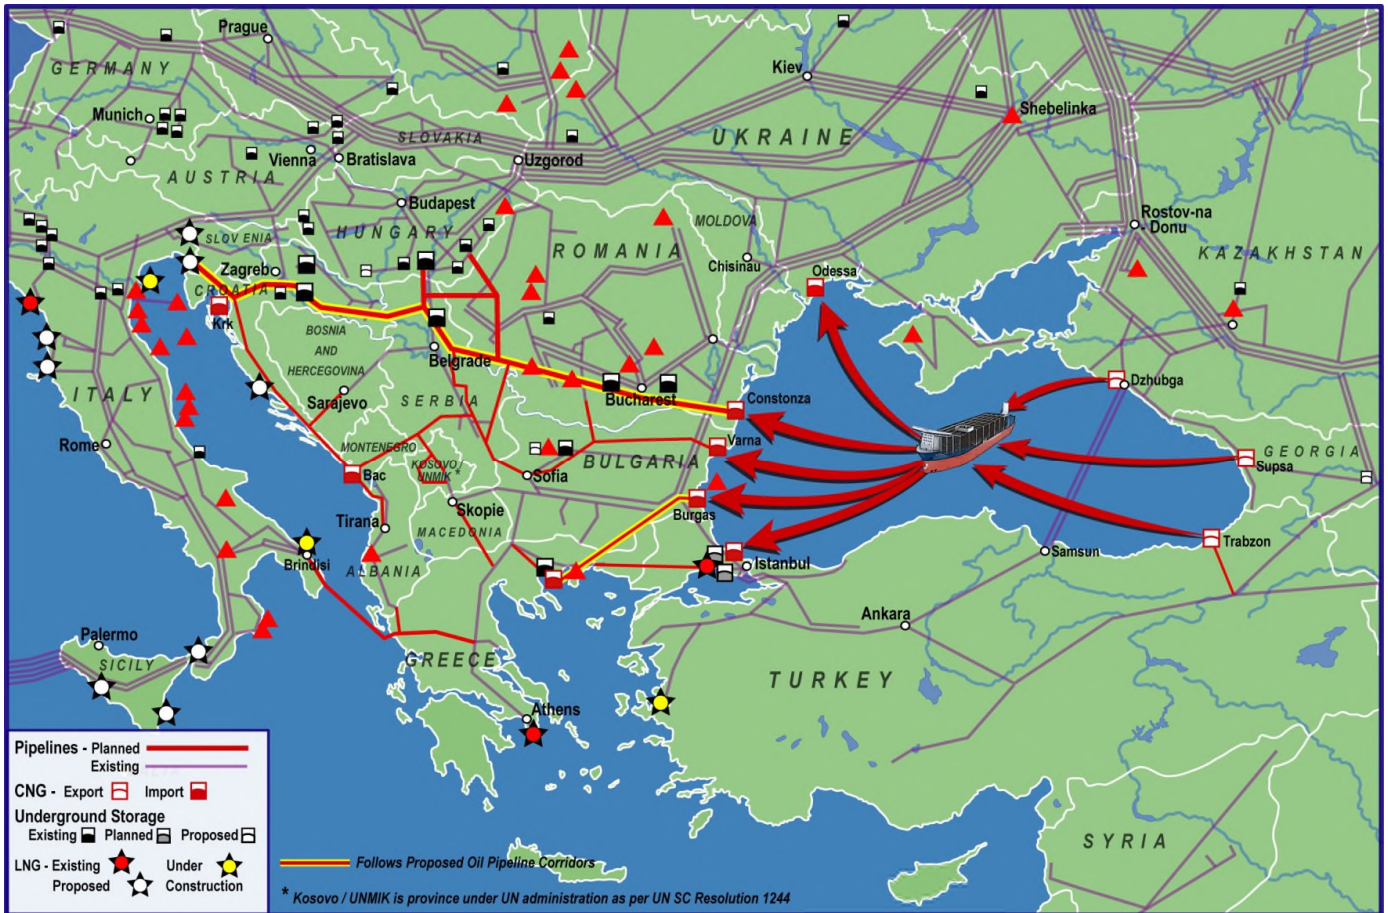 Prague
GERMANY
Kiev
Munich
Shebelinka
SLOVAKIA
UKRAINE
Vienna
Bratislava
Uzgorod
AUSTRIA
Budapest
Rostov-na
- Donu
HUNGARY
SLOVENIA
ROMANIA
MOLDOVA
KAZAKHSTAN
Zagreb
Chisinau
Odessa
CROATIA
Krk
BOSNIA
AND
HERCEGOVINA
Belgrade
Dzhubga
ITALY
Sarajevo
SERBIA
Bucharest
Constonza
Rome
MONTENEGRO
Varna
KOSOVO /
UNMIK *
BULGARIA
GEORGIA
Supsa
Bac
Sofia
Skopie
Burgas
Tirana
MACEDONIA
Trabzon
Brindisi
ALBANIA
Istanbul
Samsun
Ankara
Palermo
SICILY
GREECE
TURKEY
Athens
SYRIA
Pipelines - Planned
Existing
CNG - Export Import
Underground Storage
Existing Planned Proposed
LNG - Existing Under
Proposed Construction
Follows Proposed Oil Pipeline Corridors
* Kosovo / UNMIK is province under UN administration as per UN SC Resolution 1244